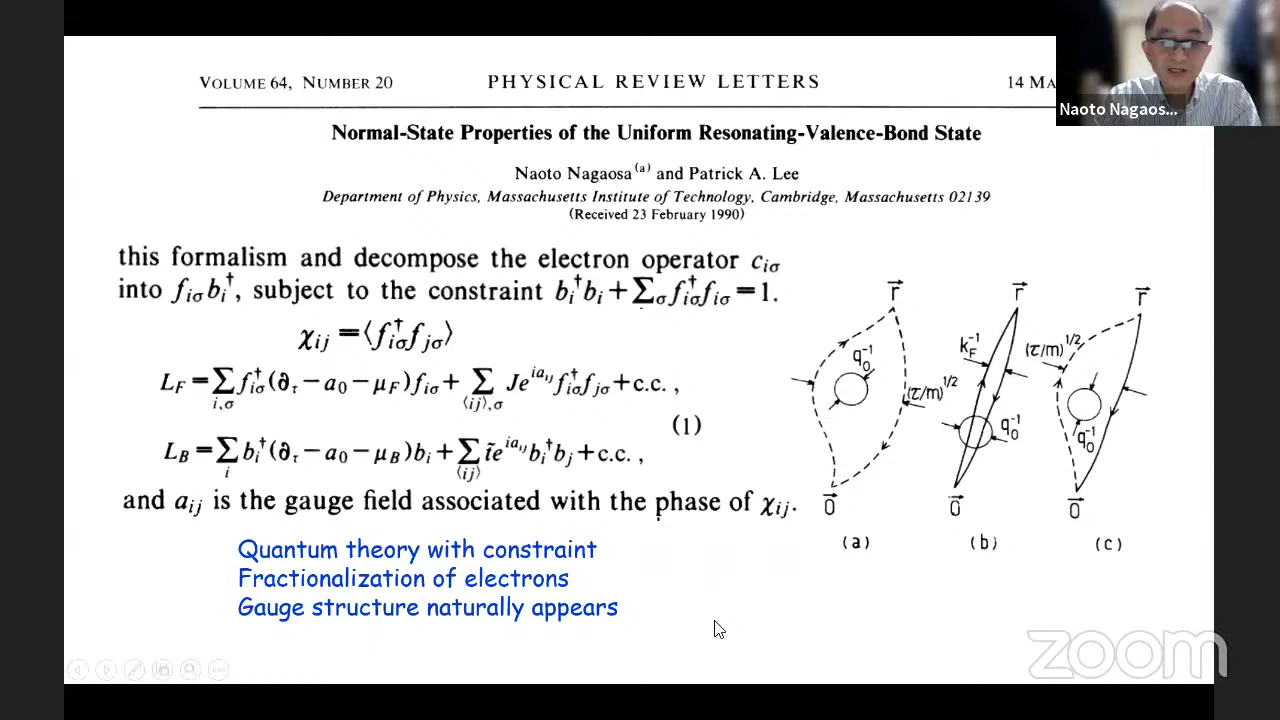 VOLUME 64, NUMBER 20 PHYSICAL REVIEW LETTERS 14 MA
Naoto Nagaos...
Normal-State Properties of the Uniform Resonating-Valence-Bond State
Naoto Nagaosa (a) and Patrick A. Lee
Department of Physics, Massachusetts Institute of Technology, Cambridge, Massachusetts 02139
(Received 23 February 1990)
this formalism and decompose the electron operator c_{iσ}
into f_{iσ}b_i^†, subject to the constraint b_i^†b_i + Σ_σ f_{iσ}^†f_{iσ} = 1.
χ_{ij} = ⟨f_{iσ}^†f_{jσ}⟩
L_F = Σ_{i,σ} f_{iσ}^†(∂_τ − a_0 − μ_F)f_{iσ} + Σ_{⟨ij⟩,σ} Je^{ia_{ij}}f_{iσ}^†f_{jσ} + c.c. ,
(1)
L_B = Σ_i b_i^†(∂_τ − a_0 − μ_B)b_i + Σ_{⟨ij⟩} t̃e^{ia_{ij}}b_i^†b_j + c.c. ,
and a_{ij} is the gauge field associated with the phase of χ_{ij}.
Quantum theory with constraint
Fractionalization of electrons
Gauge structure naturally appears
r⃗
q_0^{-1}
(τ/m)^{1/2}
0⃗
(a)
r⃗
k_F^{-1}
q_0^{-1}
0⃗
(b)
r⃗
(τ/m)^{1/2}
q_0^{-1}
0⃗
(c)
zoom